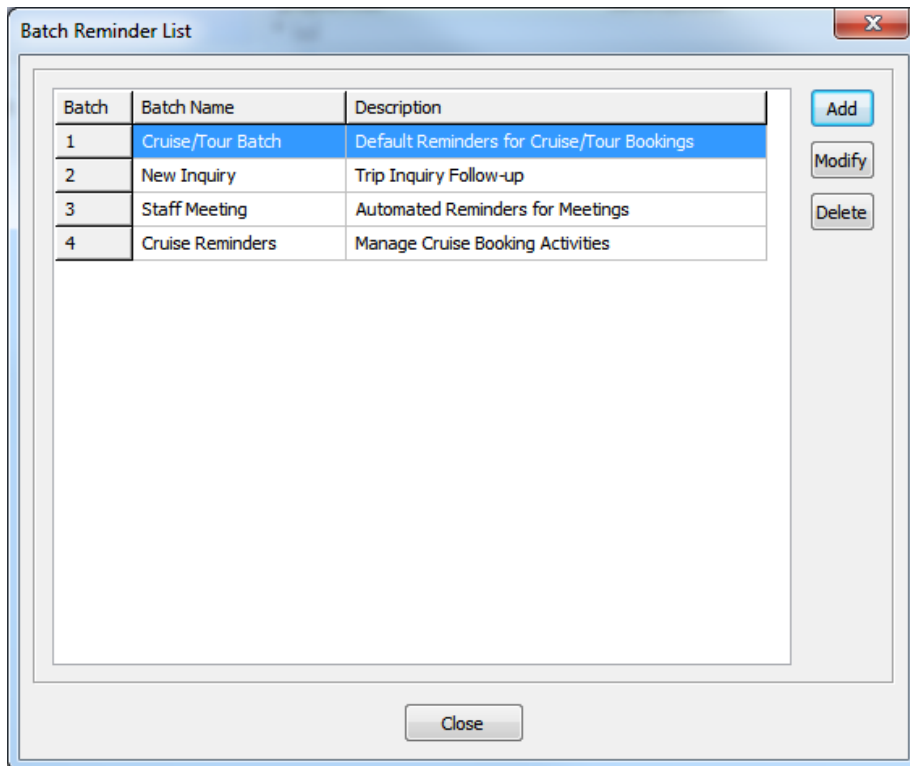 Batch Reminder List
Batch Batch Name Description
1 Cruise/Tour Batch Default Reminders for Cruise/Tour Bookings
2 New Inquiry Trip Inquiry Follow-up
3 Staff Meeting Automated Reminders for Meetings
4 Cruise Reminders Manage Cruise Booking Activities
Add
Modify
Delete
Close